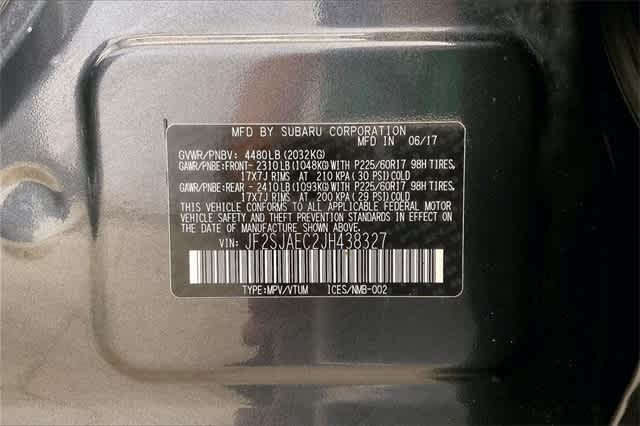 MFD BY SUBARU CORPORATION
MFD IN 06/17
GVWR/PNBV: 4480LB(2032KG)
GAWR/PNBE:FRONT- 2310LB(1048KG)WITH P225/60R17 98H TIRES,
17X7J RIMS AT 210 KPA(30 PSI)COLD
GAWR/PNBE:REAR - 2410LB(1093KG)WITH P225/60R17 98H TIRES,
17X7J RIMS AT 200 KPA(29 PSI)COLD
THIS VEHICLE CONFORMS TO ALL APPLICABLE FEDERAL MOTOR
VEHICLE SAFETY AND THEFT PREVENTION STANDARDS IN EFFECT ON
THE DATE OF MANUFACTURE SHOWN ABOVE.
VIN: JF2SJAEC2JH438327
TYPE:MPV/VTUM ICES/NMB-002